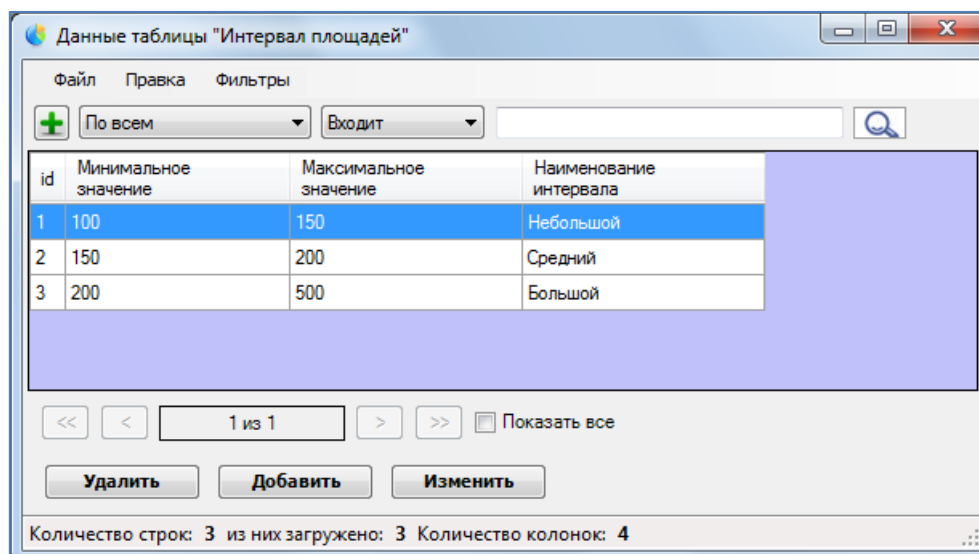 Данные таблицы "Интервал площадей"
Файл Правка Фильтры
По всем Входит
id Минимальное значение Максимальное значение Наименование интервала
1 100 150 Небольшой
2 150 200 Средний
3 200 500 Большой
<< < 1 из 1 > >> Показать все
Удалить Добавить Изменить
Количество строк: 3 из них загружено: 3 Количество колонок: 4